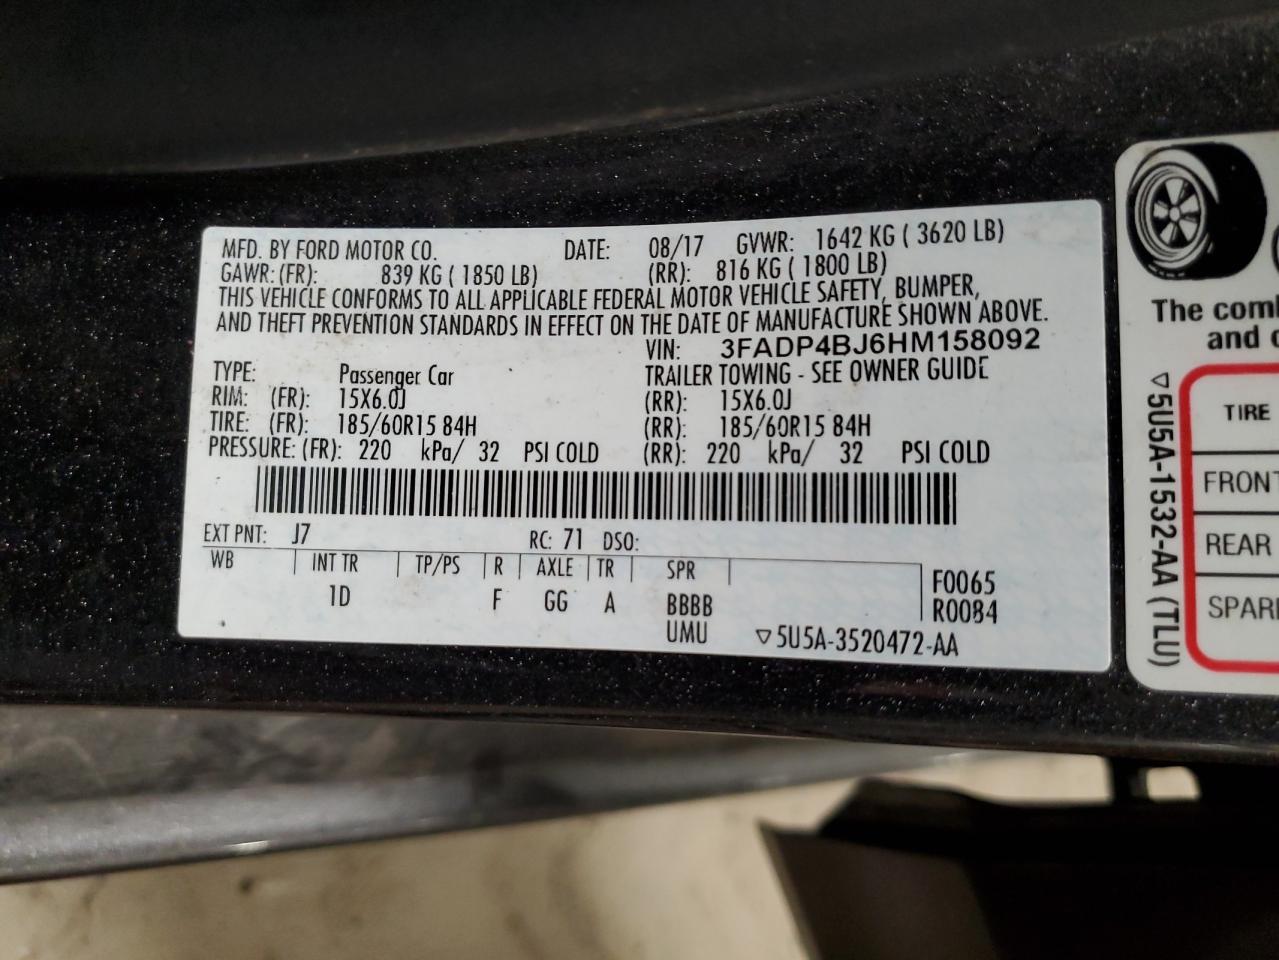 MFD. BY FORD MOTOR CO. DATE: 08/17 GVWR: 1642 KG ( 3620 LB)
GAWR: (FR): 839 KG ( 1850 LB) (RR): 816 KG ( 1800 LB)
THIS VEHICLE CONFORMS TO ALL APPLICABLE FEDERAL MOTOR VEHICLE SAFETY, BUMPER,
AND THEFT PREVENTION STANDARDS IN EFFECT ON THE DATE OF MANUFACTURE SHOWN ABOVE.
VIN: 3FADP4BJ6HM158092
TYPE: Passenger Car TRAILER TOWING - SEE OWNER GUIDE
RIM: (FR): 15X6.0J (RR): 15X6.0J
TIRE: (FR): 185/60R15 84H (RR): 185/60R15 84H
PRESSURE: (FR): 220 kPa/ 32 PSI COLD (RR): 220 kPa/ 32 PSI COLD
EXT PNT: J7 RC: 71 DSO:
WB INT TR TP/PS R AXLE TR SPR F0065
1D F GG A BBBB R0084
UMU ▽5U5A-3520472-AA
The
and
▽5U5A-1532-AA (TLU)
TIRE
FRONT
REAR